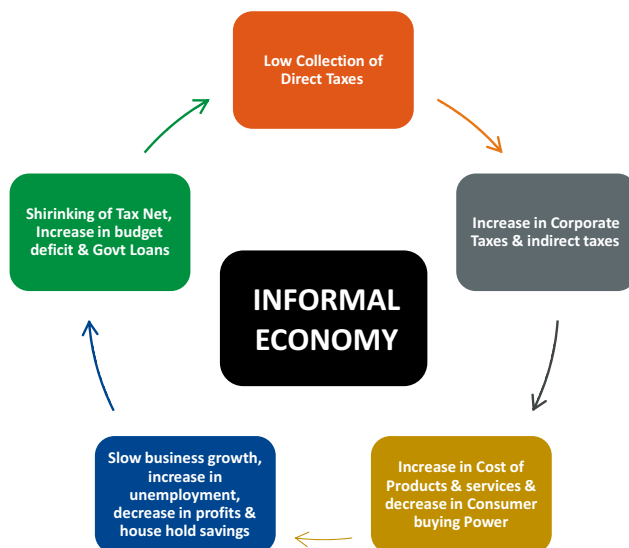 Low Collection of
Direct Taxes
Increase in Corporate
Taxes & indirect taxes
Increase in Cost of
Products & services &
decrease in Consumer
buying Power
Slow business growth,
increase in
unemployment,
decrease in profits &
house hold savings
Shirinking of Tax Net,
Increase in budget
deficit & Govt Loans
INFORMAL
ECONOMY